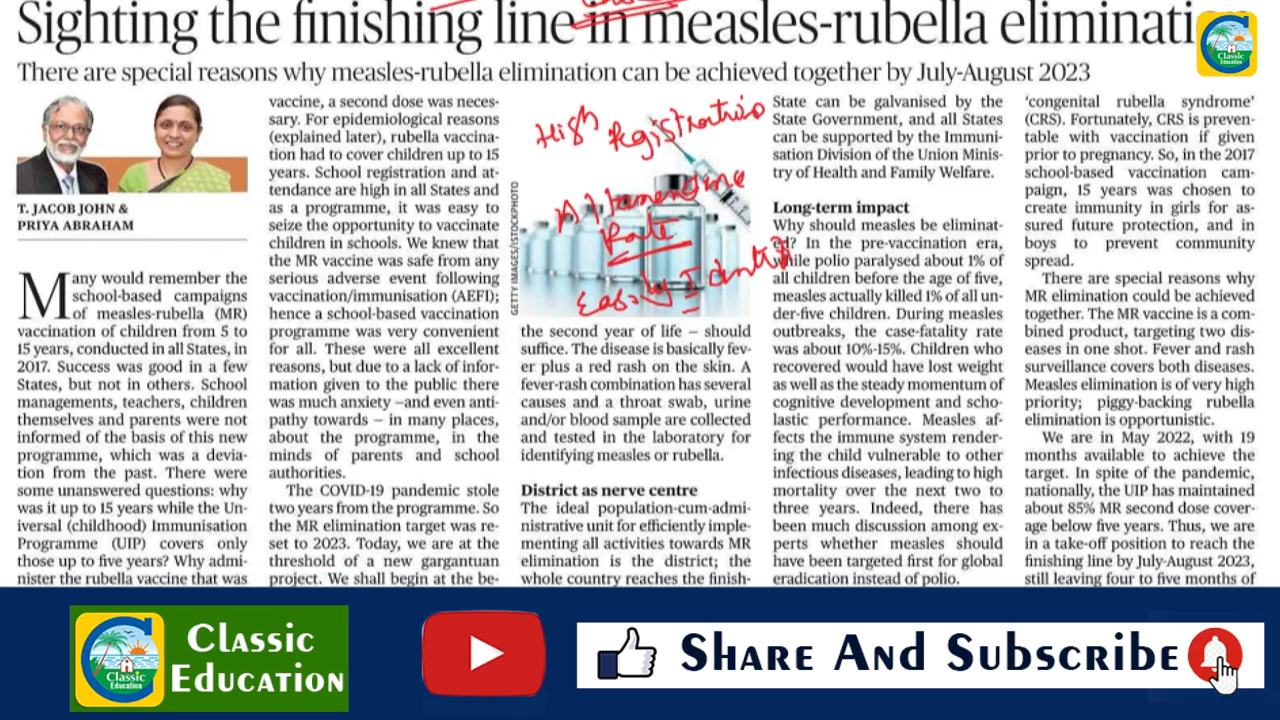 Sighting the finishing line in measles-rubella eliminati
There are special reasons why measles-rubella elimination can be achieved together by July-August 2023
T. JACOB JOHN &
PRIYA ABRAHAM
Many would remember the
school-based campaigns
of measles-rubella (MR)
vaccination of children from 5 to
15 years, conducted in all States, in
2017. Success was good in a few
States, but not in others. School
managements, teachers, children
themselves and parents were not
informed of the basis of this new
programme, which was a devia-
tion from the past. There were
some unanswered questions: why
was it up to 15 years while the Un-
iversal (childhood) Immunisation
Programme (UIP) covers only
those up to five years? Why admi-
nister the rubella vaccine that was
vaccine, a second dose was neces-
sary. For epidemiological reasons
(explained later), rubella vaccina-
tion had to cover children up to 15
years. School registration and at-
tendance are high in all States and
as a programme, it was easy to
seize the opportunity to vaccinate
children in schools. We knew that
the MR vaccine was safe from any
serious adverse event following
vaccination/immunisation (AEFI);
hence a school-based vaccination
programme was very convenient
for all. These were all excellent
reasons, but due to a lack of infor-
mation given to the public there
was much anxiety –and even anti-
pathy towards – in many places,
about the programme, in the
minds of parents and school
authorities.
The COVID-19 pandemic stole
two years from the programme. So
the MR elimination target was re-
set to 2023. Today, we are at the
threshold of a new gargantuan
project. We shall begin at the be-
High Registratio
Rate
Easily Identif
GETTY IMAGES/ISTOCKPHOTO
the second year of life – should
suffice. The disease is basically fev-
er plus a red rash on the skin. A
fever-rash combination has several
causes and a throat swab, urine
and/or blood sample are collected
and tested in the laboratory for
identifying measles or rubella.
District as nerve centre
The ideal population-cum-admi-
nistrative unit for efficiently imple-
menting all activities towards MR
elimination is the district; the
whole country reaches the finish-
State can be galvanised by the
State Government, and all States
can be supported by the Immuni-
sation Division of the Union Minis-
try of Health and Family Welfare.
Long-term impact
Why should measles be eliminat-
ed? In the pre-vaccination era,
while polio paralysed about 1% of
all children before the age of five,
measles actually killed 1% of all un-
der-five children. During measles
outbreaks, the case-fatality rate
was about 10%-15%. Children who
recovered would have lost weight
as well as the steady momentum of
cognitive development and scho-
lastic performance. Measles af-
fects the immune system render-
ing the child vulnerable to other
infectious diseases, leading to high
mortality over the next two to
three years. Indeed, there has
been much discussion among ex-
perts whether measles should
have been targeted first for global
eradication instead of polio.
‘congenital rubella syndrome’
(CRS). Fortunately, CRS is preven-
table with vaccination if given
prior to pregnancy. So, in the 2017
school-based vaccination cam-
paign, 15 years was chosen to
create immunity in girls for as-
sured future protection, and in
boys to prevent community
spread.
There are special reasons why
MR elimination could be achieved
together. The MR vaccine is a com-
bined product, targeting two dis-
eases in one shot. Fever and rash
surveillance covers both diseases.
Measles elimination is of very high
priority; piggy-backing rubella
elimination is opportunistic.
We are in May 2022, with 19
months available to achieve the
target. In spite of the pandemic,
nationally, the UIP has maintained
about 85% MR second dose cover-
age below five years. Thus, we are
in a take-off position to reach the
finishing line by July-August 2023,
still leaving four to five months of
Classic
Education
Classic
Education
Classic
Education
SHARE AND SUBSCRIBE